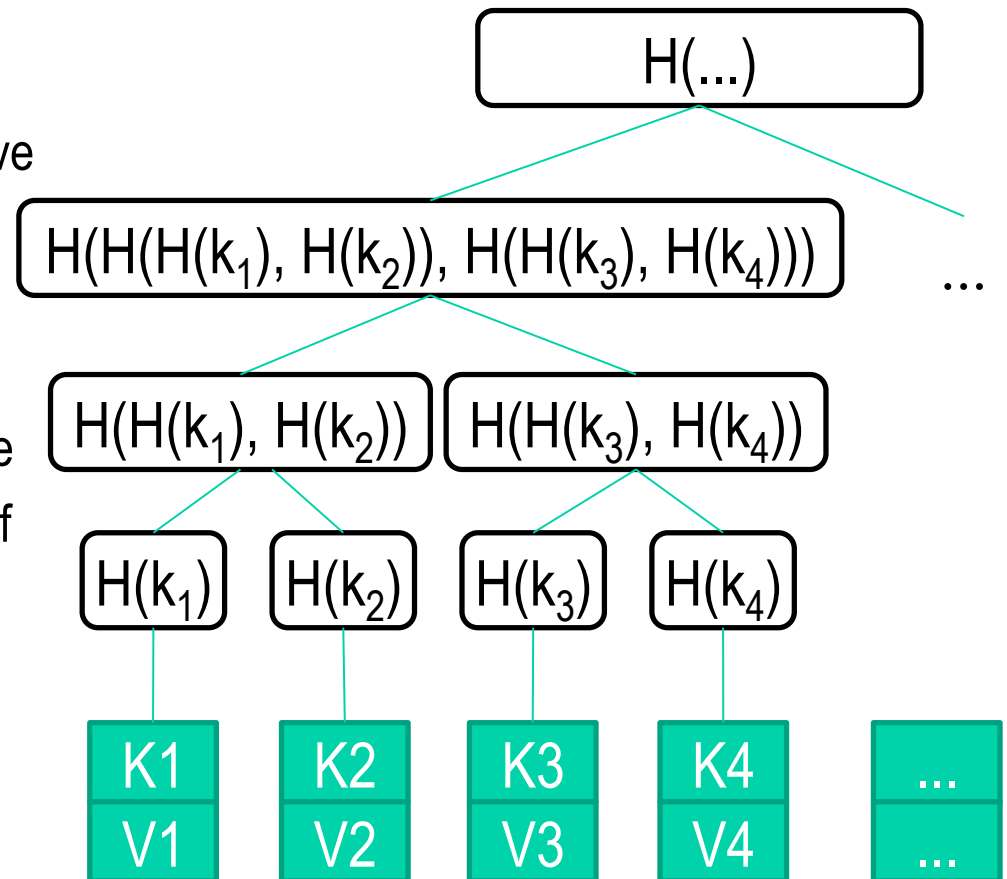 H(...)
ve
H(H(H(k₁), H(k₂)), H(H(k₃), H(k₄)))
...
H(H(k₁), H(k₂)) H(H(k₃), H(k₄))
e
f
H(k₁) H(k₂) H(k₃) H(k₄)
K1 K2 K3 K4 ...
V1 V2 V3 V4 ...